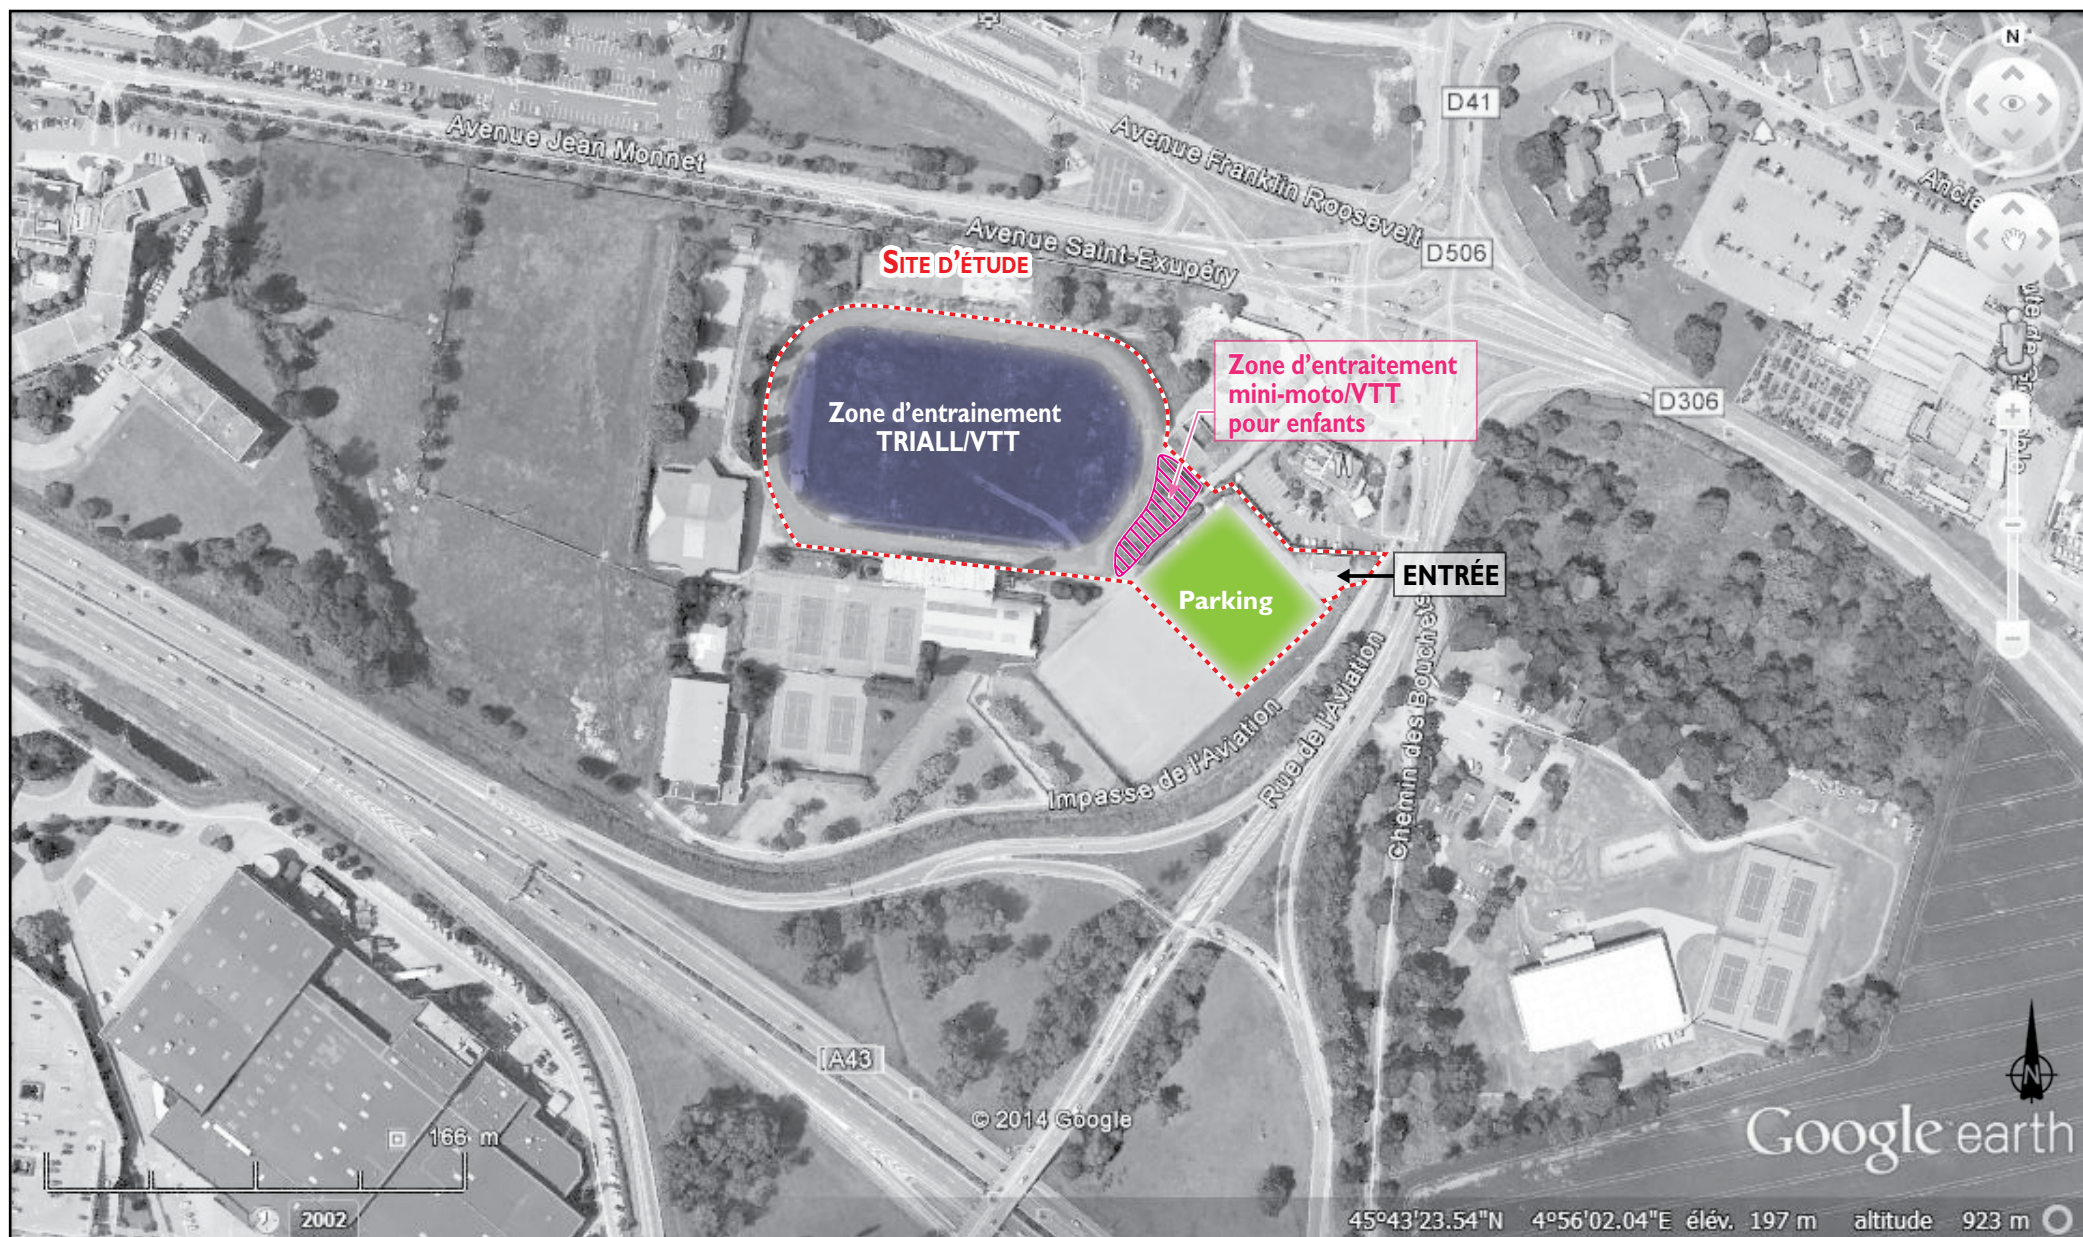 N
D41
Avenue Jean Monnet
Avenue Franklin Roosevelt
Ancie
Avenue Saint-Exupéry
D506
SITE D'ÉTUDE
Zone d'entraitement
mini-moto/VTT
pour enfants
D306
Zone d'entrainement
TRIALL/VTT
ENTRÉE
Parking
Impasse de l'Aviation
Rue de l'Aviation
Chemin des Bouchets
A43
© 2014 Google
166 m
N
Google earth
2002
45°43'23.54"N 4°56'02.04"E élév. 197 m altitude 923 m